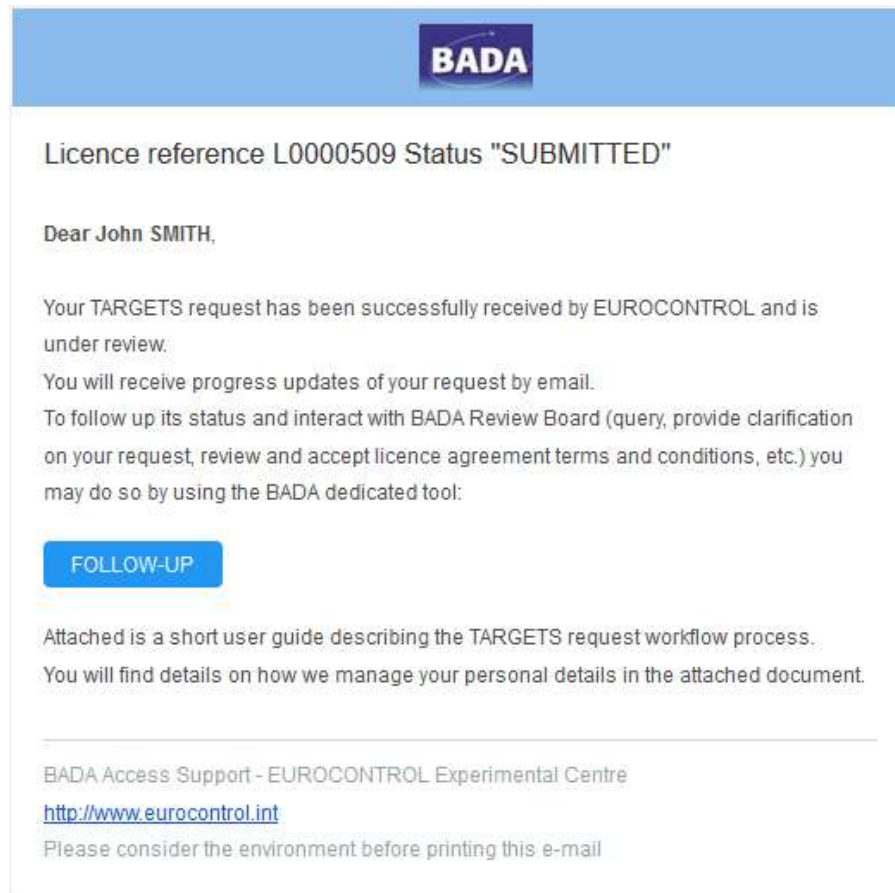 BADA
Licence reference L0000509 Status "SUBMITTED"
Dear John SMITH,
Your TARGETS request has been successfully received by EUROCONTROL and is
under review.
You will receive progress updates of your request by email.
To follow up its status and interact with BADA Review Board (query, provide clarification
on your request, review and accept licence agreement terms and conditions, etc.) you
may do so by using the BADA dedicated tool:
FOLLOW-UP
Attached is a short user guide describing the TARGETS request workflow process.
You will find details on how we manage your personal details in the attached document.
BADA Access Support - EUROCONTROL Experimental Centre
http://www.eurocontrol.int
Please consider the environment before printing this e-mail